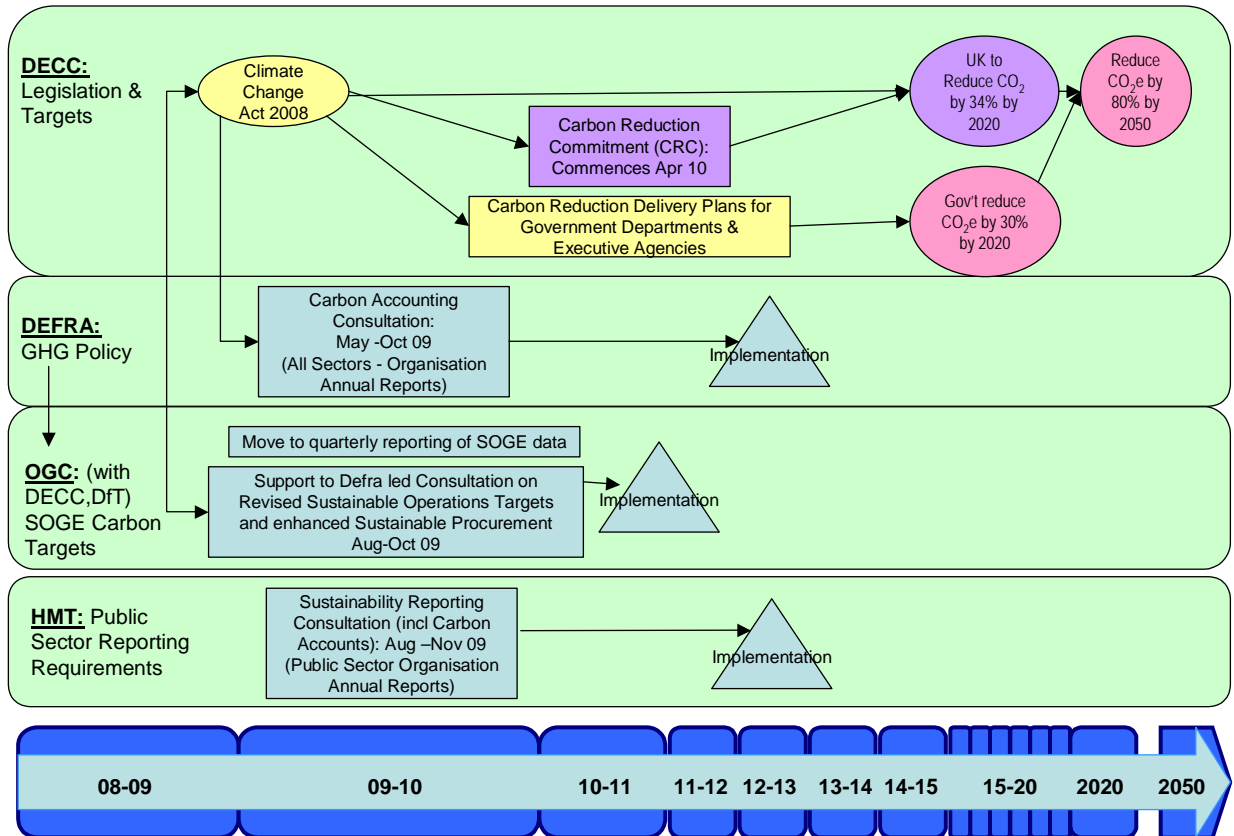 DECC:
Legislation &
Targets
Climate
Change
Act 2008
Carbon Reduction
Commitment (CRC):
Commences Apr 10
Carbon Reduction Delivery Plans for
Government Departments &
Executive Agencies
UK to
Reduce CO2
by 34% by
2020
Reduce
CO2e by
80% by
2050
Gov't reduce
CO2e by 30%
by 2020
DEFRA:
GHG Policy
Carbon Accounting
Consultation:
May -Oct 09
(All Sectors - Organisation
Annual Reports)
Implementation
OGC: (with
DECC,DfT)
SOGE Carbon
Targets
Move to quarterly reporting of SOGE data
Support to Defra led Consultation on
Revised Sustainable Operations Targets
and enhanced Sustainable Procurement
Aug-Oct 09
Implementation
HMT: Public
Sector Reporting
Requirements
Sustainability Reporting
Consultation (incl Carbon
Accounts): Aug –Nov 09
(Public Sector Organisation
Annual Reports)
Implementation
08-09 09-10 10-11 11-12 12-13 13-14 14-15 15-20 2020 2050